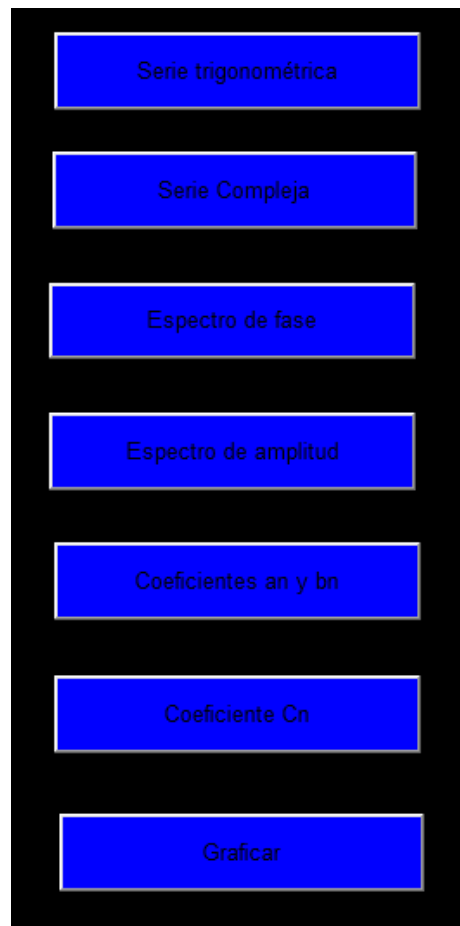 Serie trigonométrica
Serie Compleja
Espectro de fase
Espectro de amplitud
Coeficientes an y bn
Coeficiente Cn
Graficar